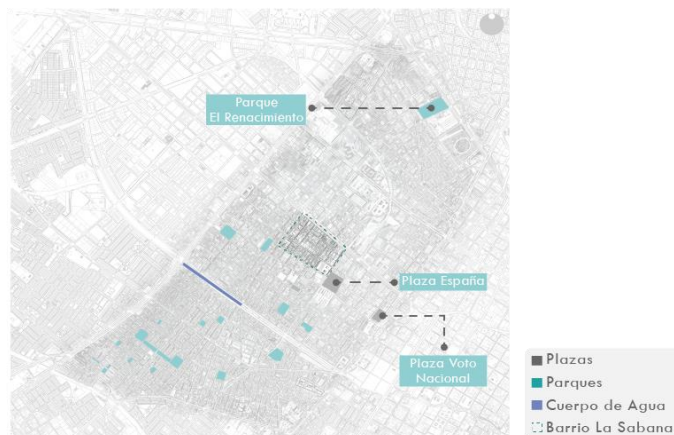 Parque
El Renacimiento
Plaza España
Plaza Voto
Nacional
Plazas
Parques
Cuerpo de Agua
Barrio La Sabana